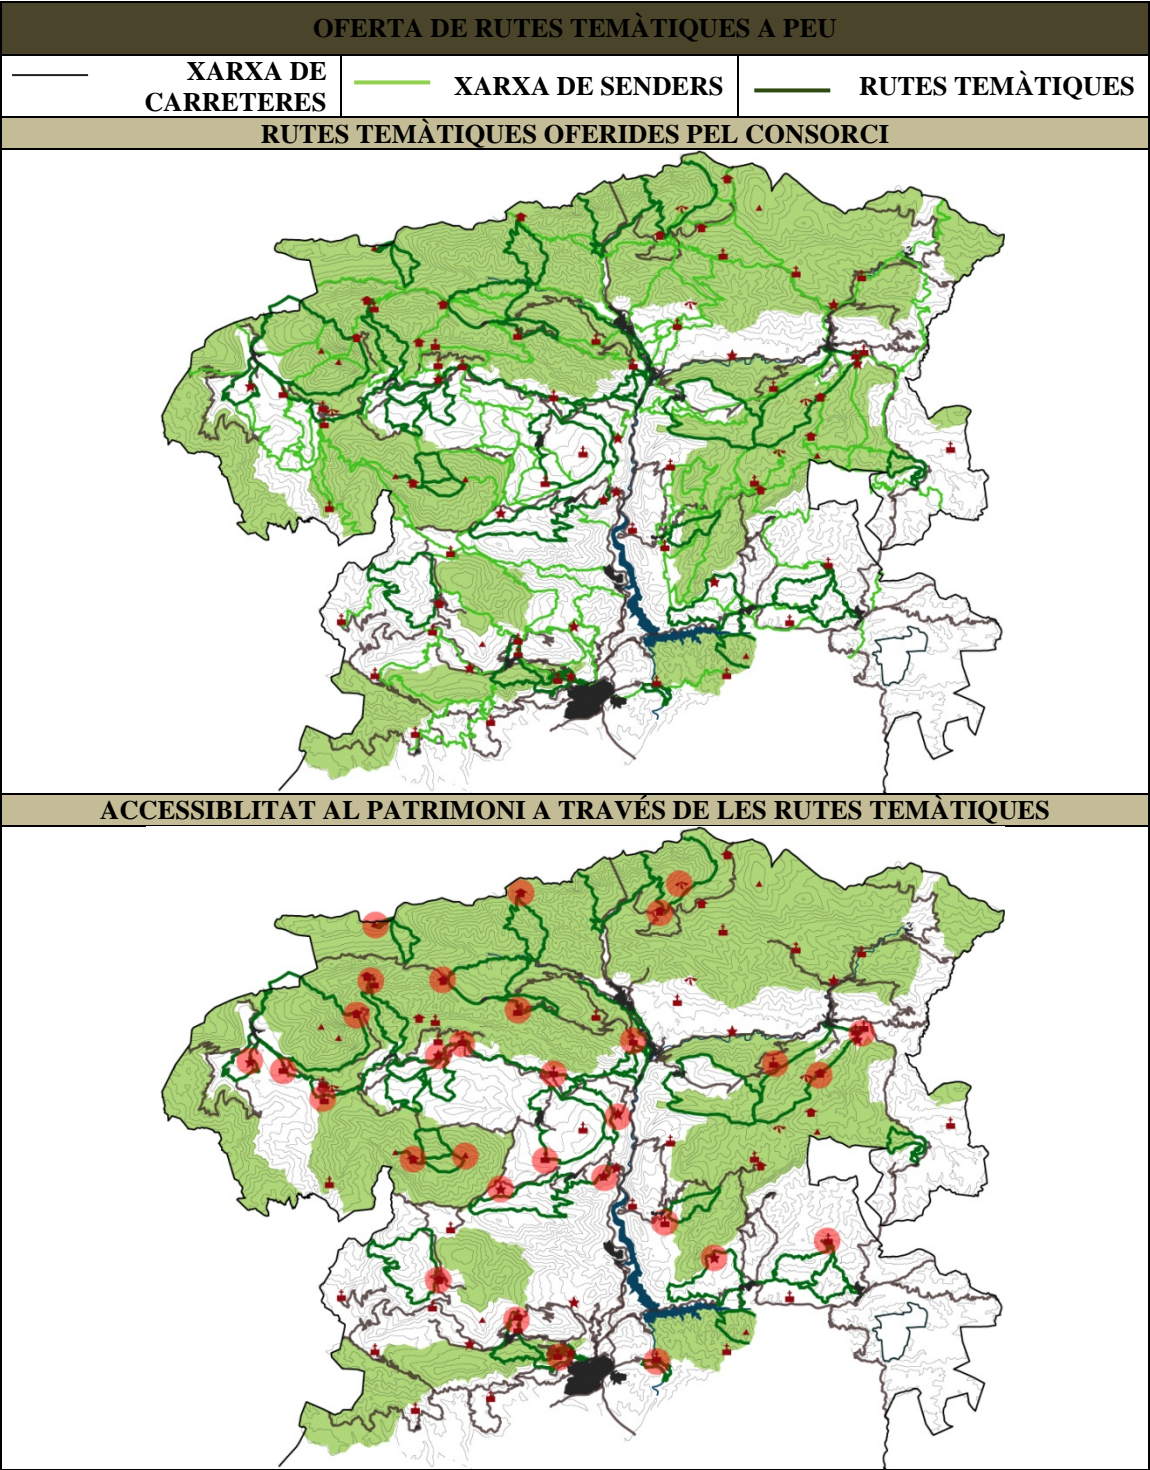 OFERTA DE RUTES TEMÀTIQUES A PEU
XARXA DE
CARRETERES
XARXA DE SENDERS
RUTES TEMÀTIQUES
RUTES TEMÀTIQUES OFERIDES PEL CONSORCI
ACCESSIBLITAT AL PATRIMONI A TRAVÉS DE LES RUTES TEMÀTIQUES